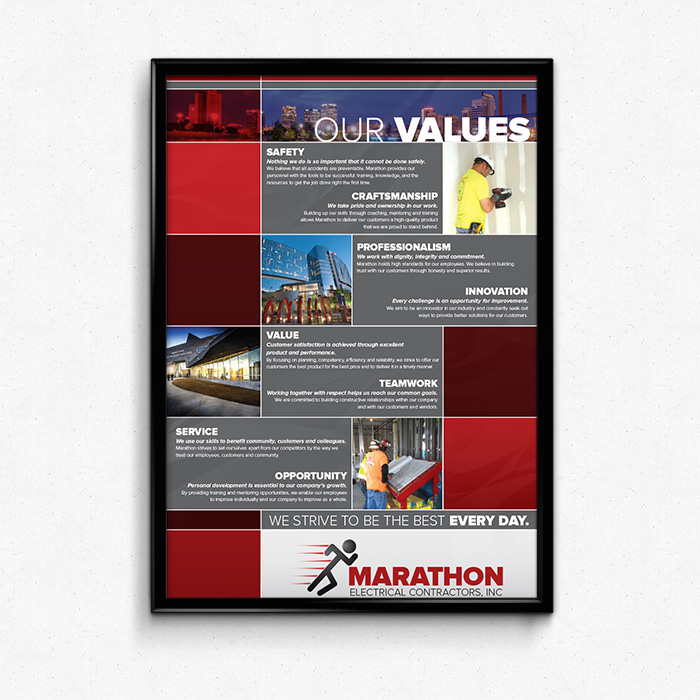 OUR VALUES
SAFETY
Nothing we do is so important that it cannot be done safely.
We believe that all accidents are preventable. Marathon provides our
personnel with the tools to be successful: training, knowledge, and the
resources to get the job done right the first time.
CRAFTSMANSHIP
We take pride and ownership in our work.
Building up our skills through coaching, mentoring and training
allows Marathon to deliver our customers a high-quality product
that we are proud to stand behind.
PROFESSIONALISM
We work with dignity, integrity and commitment.
Marathon holds high standards for our employees. We believe in building
trust with our customers through honesty and superior results.
INNOVATION
Every challenge is an opportunity for improvement.
We aim to be an innovator in our industry and constantly seek out
ways to provide better solutions for our customers.
VALUE
Customer satisfaction is achieved through excellent
product and performance.
By focusing on planning, competency, efficiency and reliability, we strive to offer our
customers the best product for the best price and to deliver it in a timely manner.
TEAMWORK
Working together with respect helps us reach our common goals.
We are committed to building constructive relationships within our company
and with our customers and vendors.
SERVICE
We use our skills to benefit community, customers and colleagues.
Marathon strives to set ourselves apart from our competitors by the way we
treat our employees, customers and community.
OPPORTUNITY
Personal development is essential to our company's growth.
By providing training and mentoring opportunities, we enable our employees
to improve individually and our company to improve as a whole.
WE STRIVE TO BE THE BEST EVERY DAY.
MARATHON
ELECTRICAL CONTRACTORS, INC